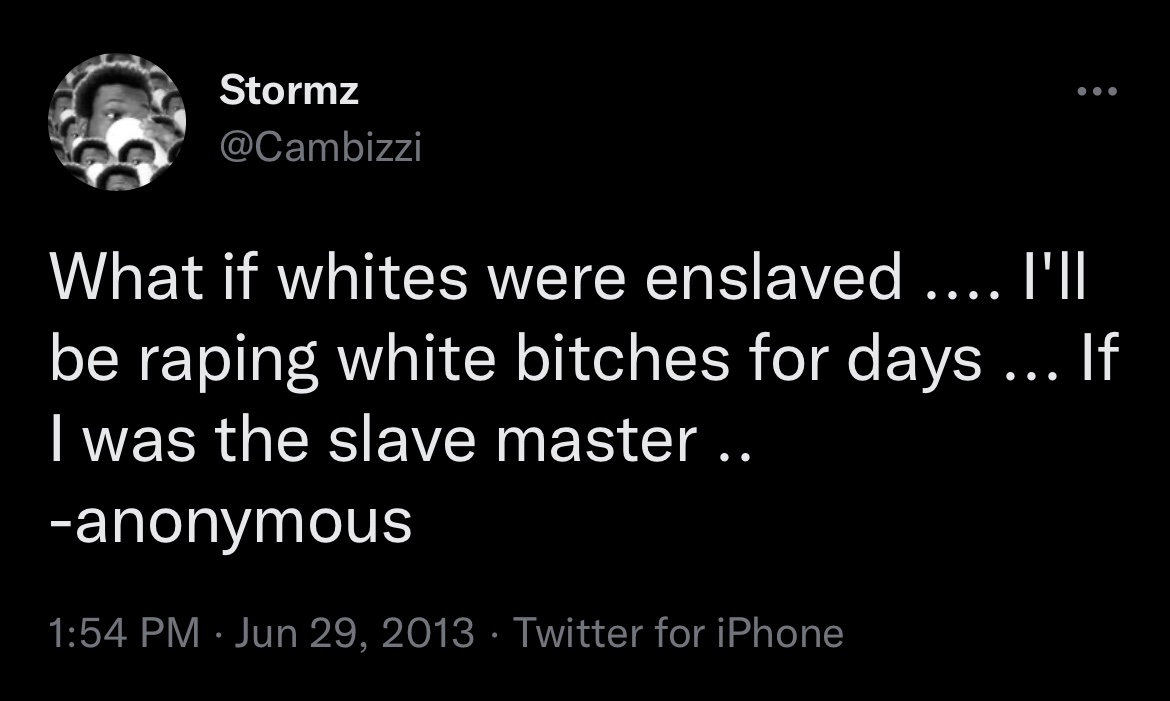 Stormz
@Cambizzi
What if whites were enslaved .... I'll
be raping white bitches for days ... If
I was the slave master ..
-anonymous
1:54 PM · Jun 29, 2013 · Twitter for iPhone